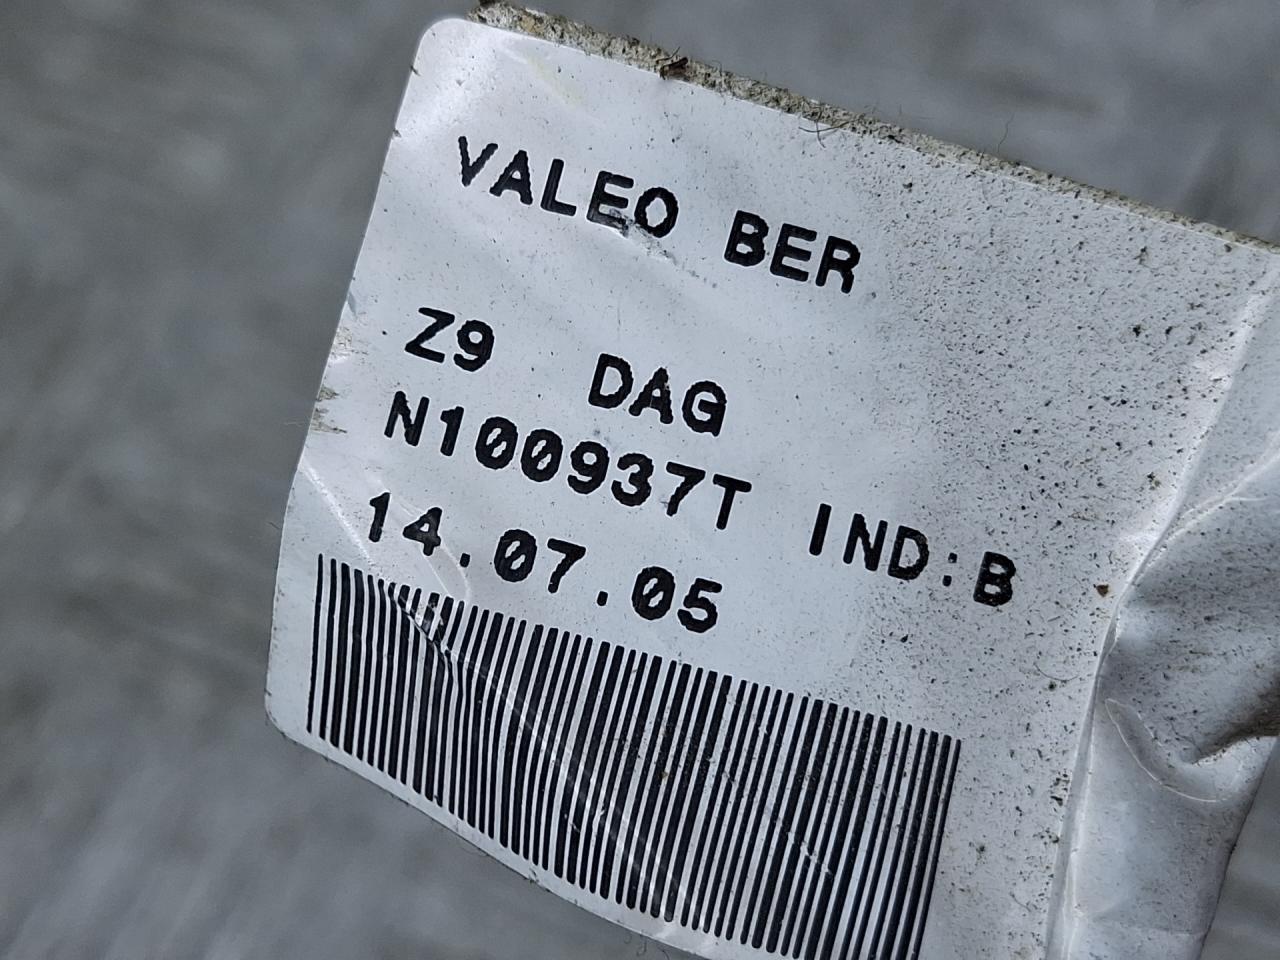 VALEO BER
Z9 DAG
N100937T IND:B
14.07.05